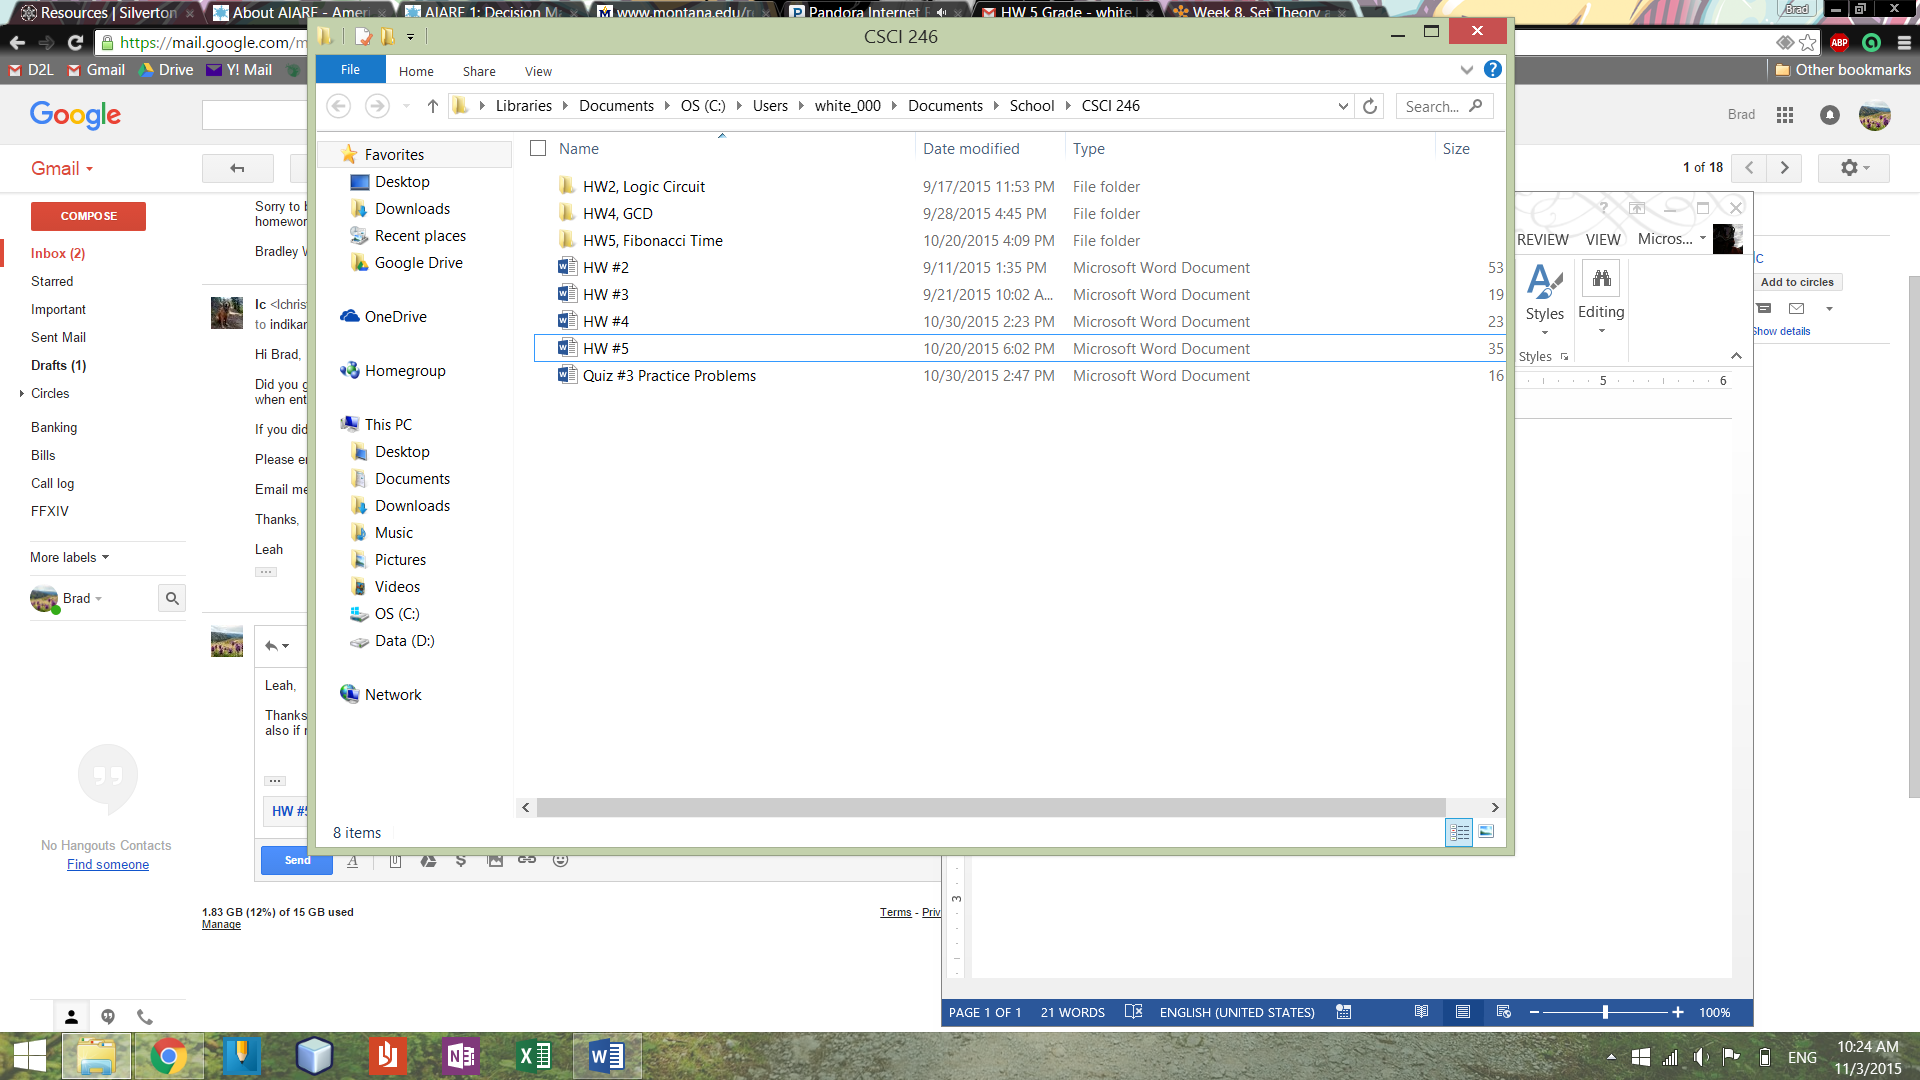 Resources | Silverton
About AIARE - Ameri
AIARE 1: Decision Ma
www.montana.edu/r
Pandora Internet R
HW 5 Grade - white
Week 8, Set Theory a
Brad
https://mail.google.com/m
CSCI 246
ABP
D2L
Gmail
Drive
Y! Mail
Other bookmarks
File
Home
Share
View
Libraries
Documents
OS (C:)
Users
white_000
Documents
School
CSCI 246
Search...
Google
Brad
Gmail
1 of 18
COMPOSE
Inbox (2)
Starred
Important
Sent Mail
Drafts (1)
Circles
Banking
Bills
Call log
FFXIV
More labels
Brad
No Hangouts Contacts
Find someone
Sorry to b
homewor
Bradley W
lc <lchris
to indikar
Hi Brad,
Did you g
when ent
If you did
Please en
Email me
Thanks,
Leah
Leah,
Thanks
also if n
HW #5
Send
1.83 GB (12%) of 15 GB used
Manage
Terms - Priv
Favorites
Desktop
Downloads
Recent places
Google Drive
OneDrive
Homegroup
This PC
Desktop
Documents
Downloads
Music
Pictures
Videos
OS (C:)
Data (D:)
Network
Name Date modified Type Size
HW2, Logic Circuit 9/17/2015 11:53 PM File folder
HW4, GCD 9/28/2015 4:45 PM File folder
HW5, Fibonacci Time 10/20/2015 4:09 PM File folder
HW #2 9/11/2015 1:35 PM Microsoft Word Document 53
HW #3 9/21/2015 10:02 A... Microsoft Word Document 19
HW #4 10/30/2015 2:23 PM Microsoft Word Document 23
HW #5 10/20/2015 6:02 PM Microsoft Word Document 35
Quiz #3 Practice Problems 10/30/2015 2:47 PM Microsoft Word Document 16
8 items
REVIEW
VIEW
Micros...
Styles
Editing
Styles
5
6
3
lc
Add to circles
Show details
PAGE 1 OF 1
21 WORDS
ENGLISH (UNITED STATES)
100%
ENG
10:24 AM
11/3/2015